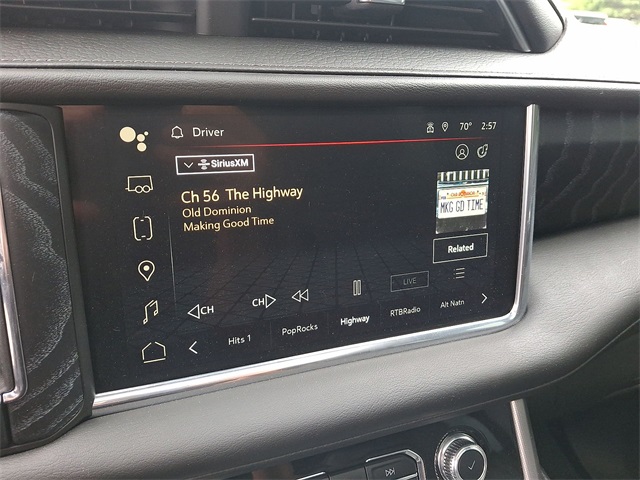 Driver
70° 2:57
SiriusXM
Ch 56 The Highway
Old Dominion
Making Good Time
MKG GD TIME
Related
CH
CH
LIVE
Hits 1
PopRocks
Highway
RTBRadio
Alt Natn